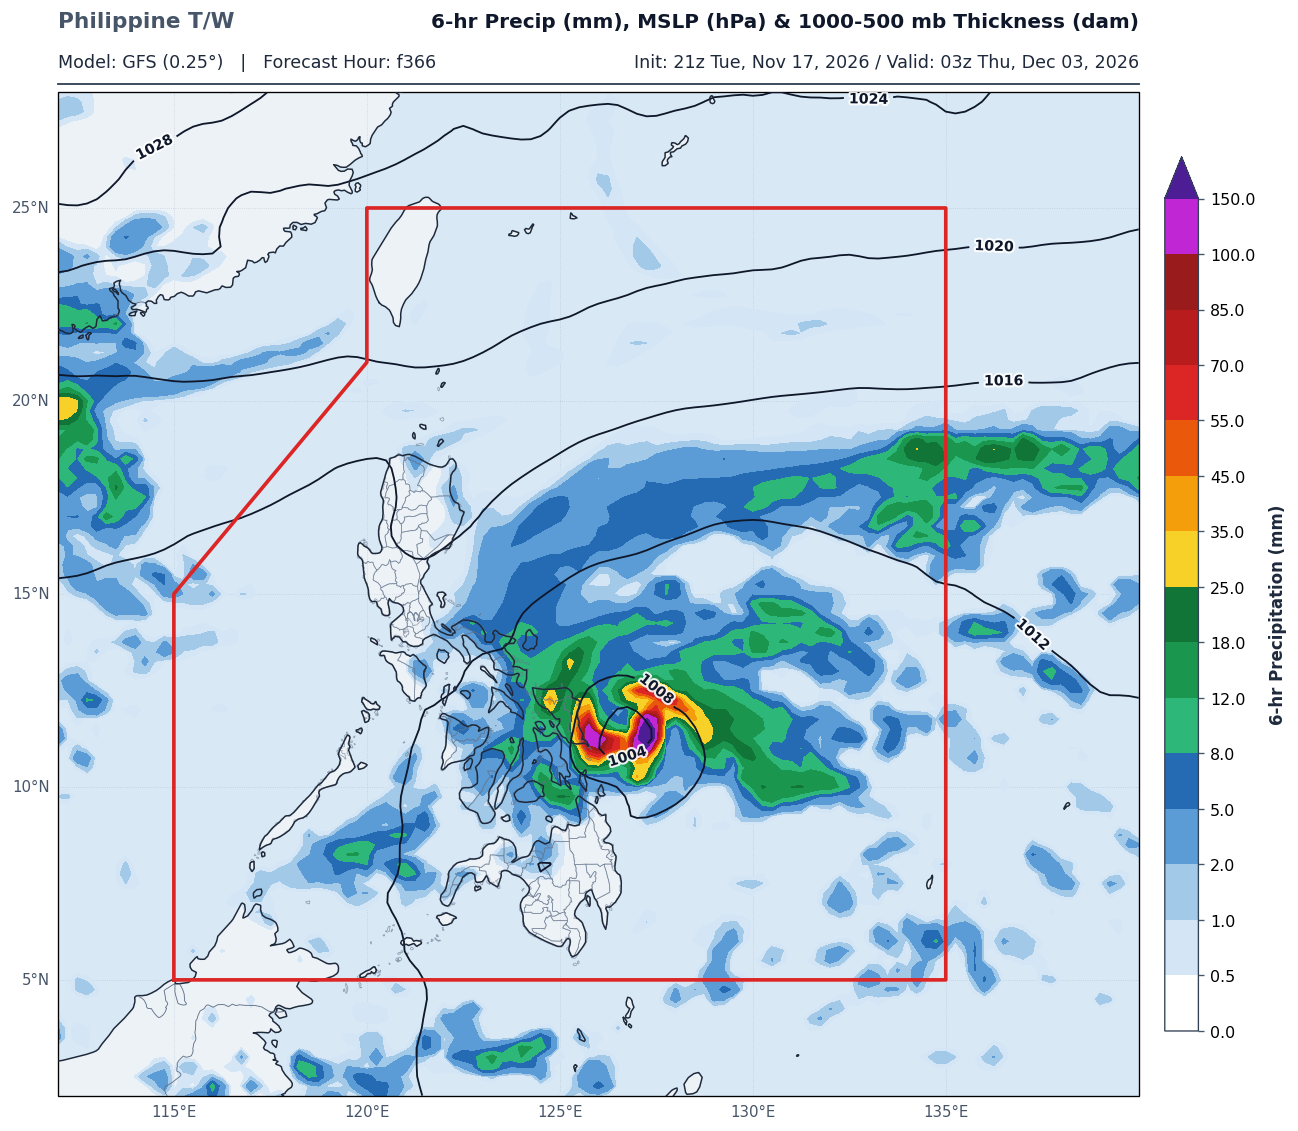 Philippine T/W
6-hr Precip (mm), MSLP (hPa) & 1000-500 mb Thickness (dam)
Model: GFS (0.25°) | Forecast Hour: f366
Init: 21z Tue, Nov 17, 2026 / Valid: 03z Thu, Dec 03, 2026
1024
1028
1020
1016
1012
1008
1004
25°N
20°N
15°N
10°N
5°N
115°E
120°E
125°E
130°E
135°E
150.0
100.0
85.0
70.0
55.0
45.0
35.0
25.0
18.0
12.0
8.0
5.0
2.0
1.0
0.5
0.0
6-hr Precipitation (mm)